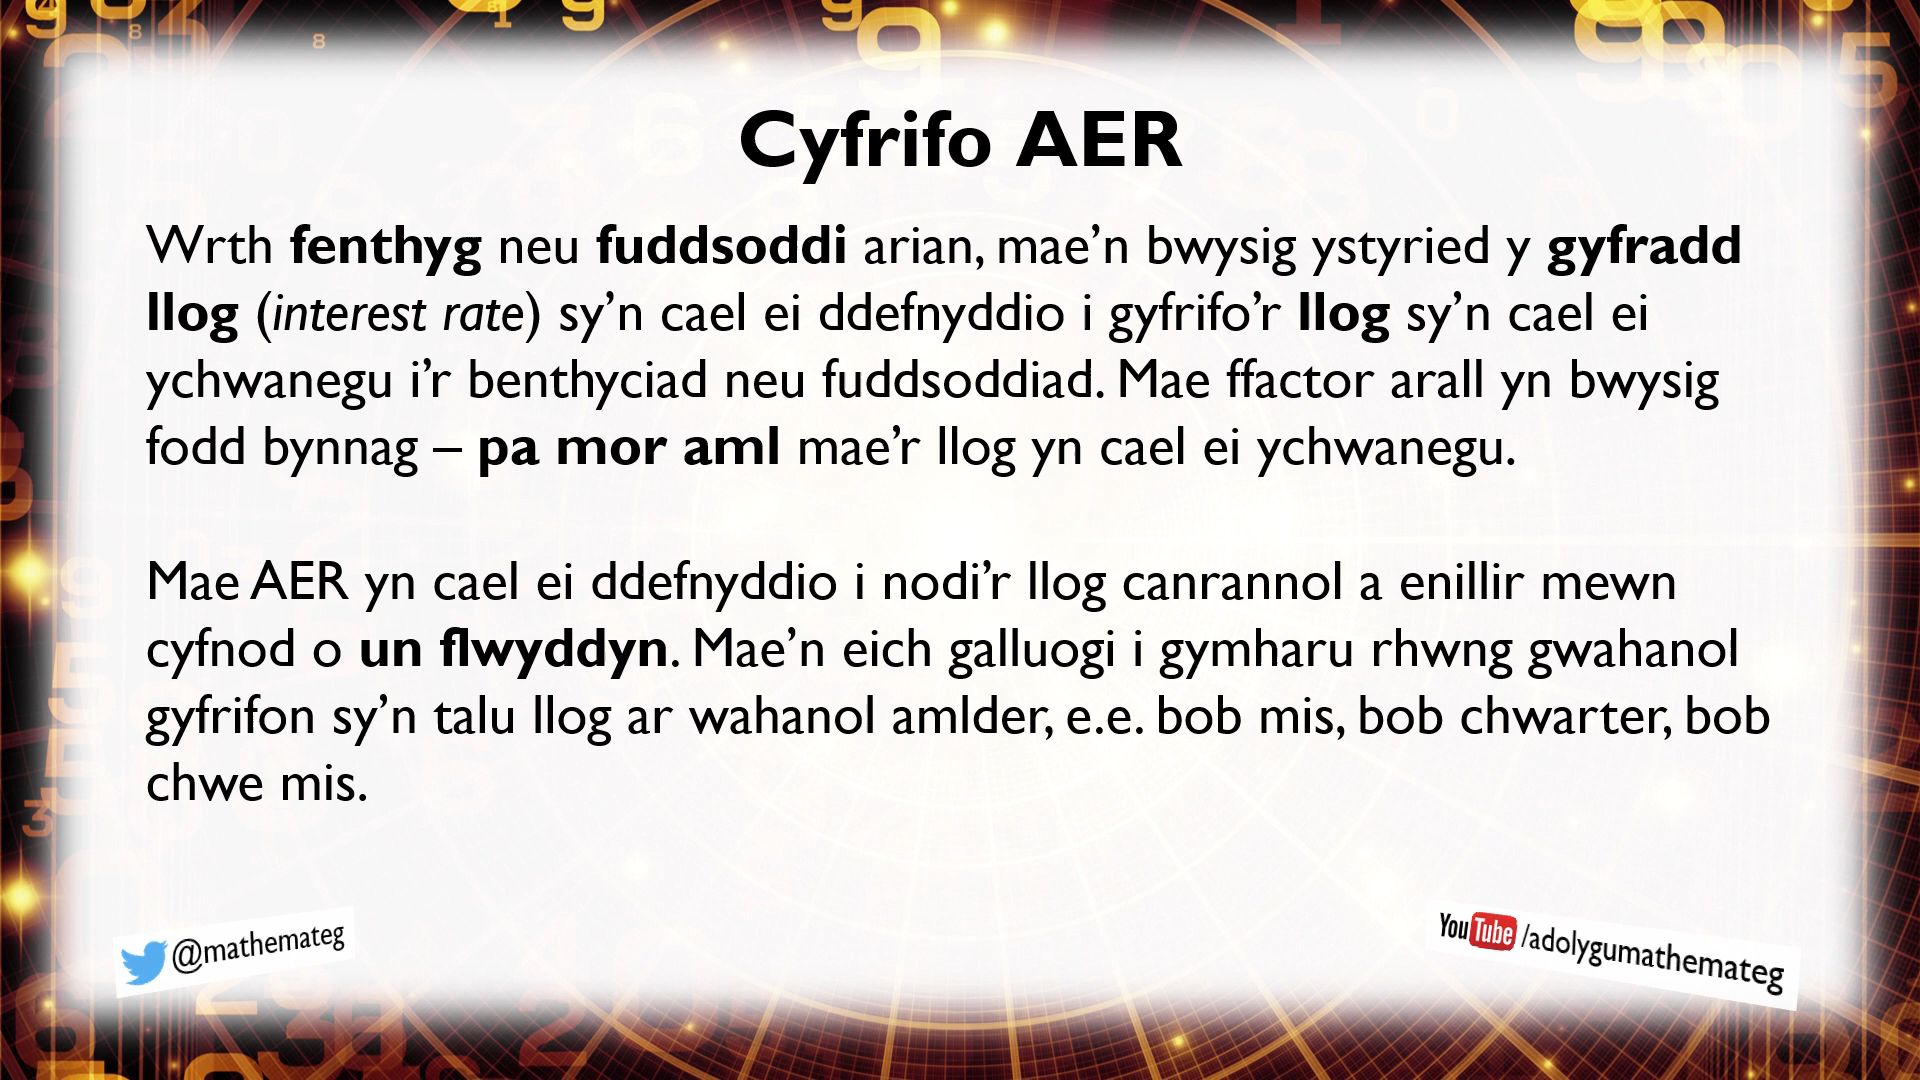 Cyfrifo AER
Wrth fenthyg neu fuddsoddi arian, mae’n bwysig ystyried y gyfradd
llog (interest rate) sy’n cael ei ddefnyddio i gyfrifo’r llog sy’n cael ei
ychwanegu i’r benthyciad neu fuddsoddiad. Mae ffactor arall yn bwysig
fodd bynnag – pa mor aml mae’r llog yn cael ei ychwanegu.
Mae AER yn cael ei ddefnyddio i nodi’r llog canrannol a enillir mewn
cyfnod o un flwyddyn. Mae’n eich galluogi i gymharu rhwng gwahanol
gyfrifon sy’n talu llog ar wahanol amlder, e.e. bob mis, bob chwarter, bob
chwe mis.
@mathemateg
YouTube /adolygumathemateg